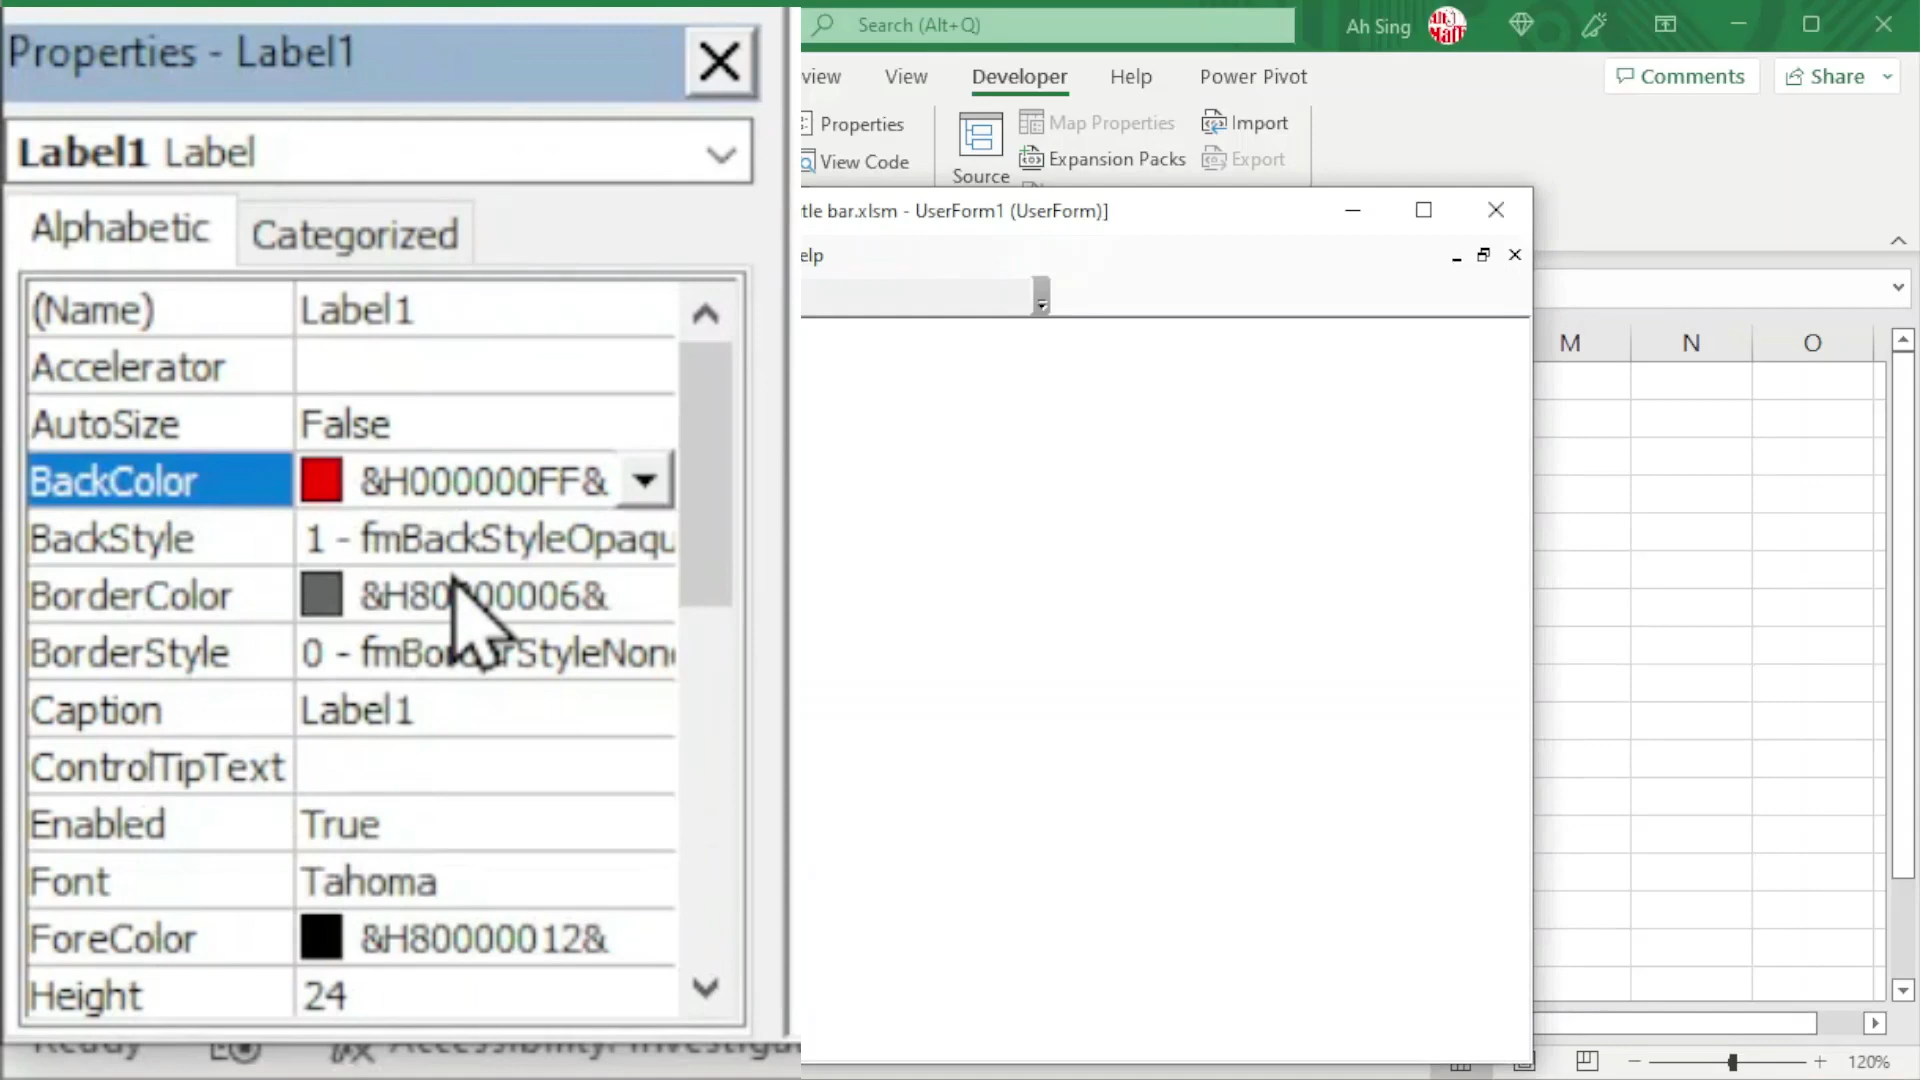 Properties - Label1
Label1 Label
Alphabetic
Categorized
(Name) Label1
Accelerator
AutoSize False
BackColor &H000000FF&
BackStyle 1 - fmBackStyleOpaqu
BorderColor &H80000006&
BorderStyle 0 - fmBorderStyleNon
Caption Label1
ControlTipText
Enabled True
Font Tahoma
ForeColor &H80000012&
Height 24
Search (Alt+Q)
Ah Sing
view View Developer Help Power Pivot
Comments
Share
Properties
View Code
Source
Map Properties
Expansion Packs
Import
Export
tle bar.xlsm - UserForm1 (UserForm)]
elp
M N O
120%